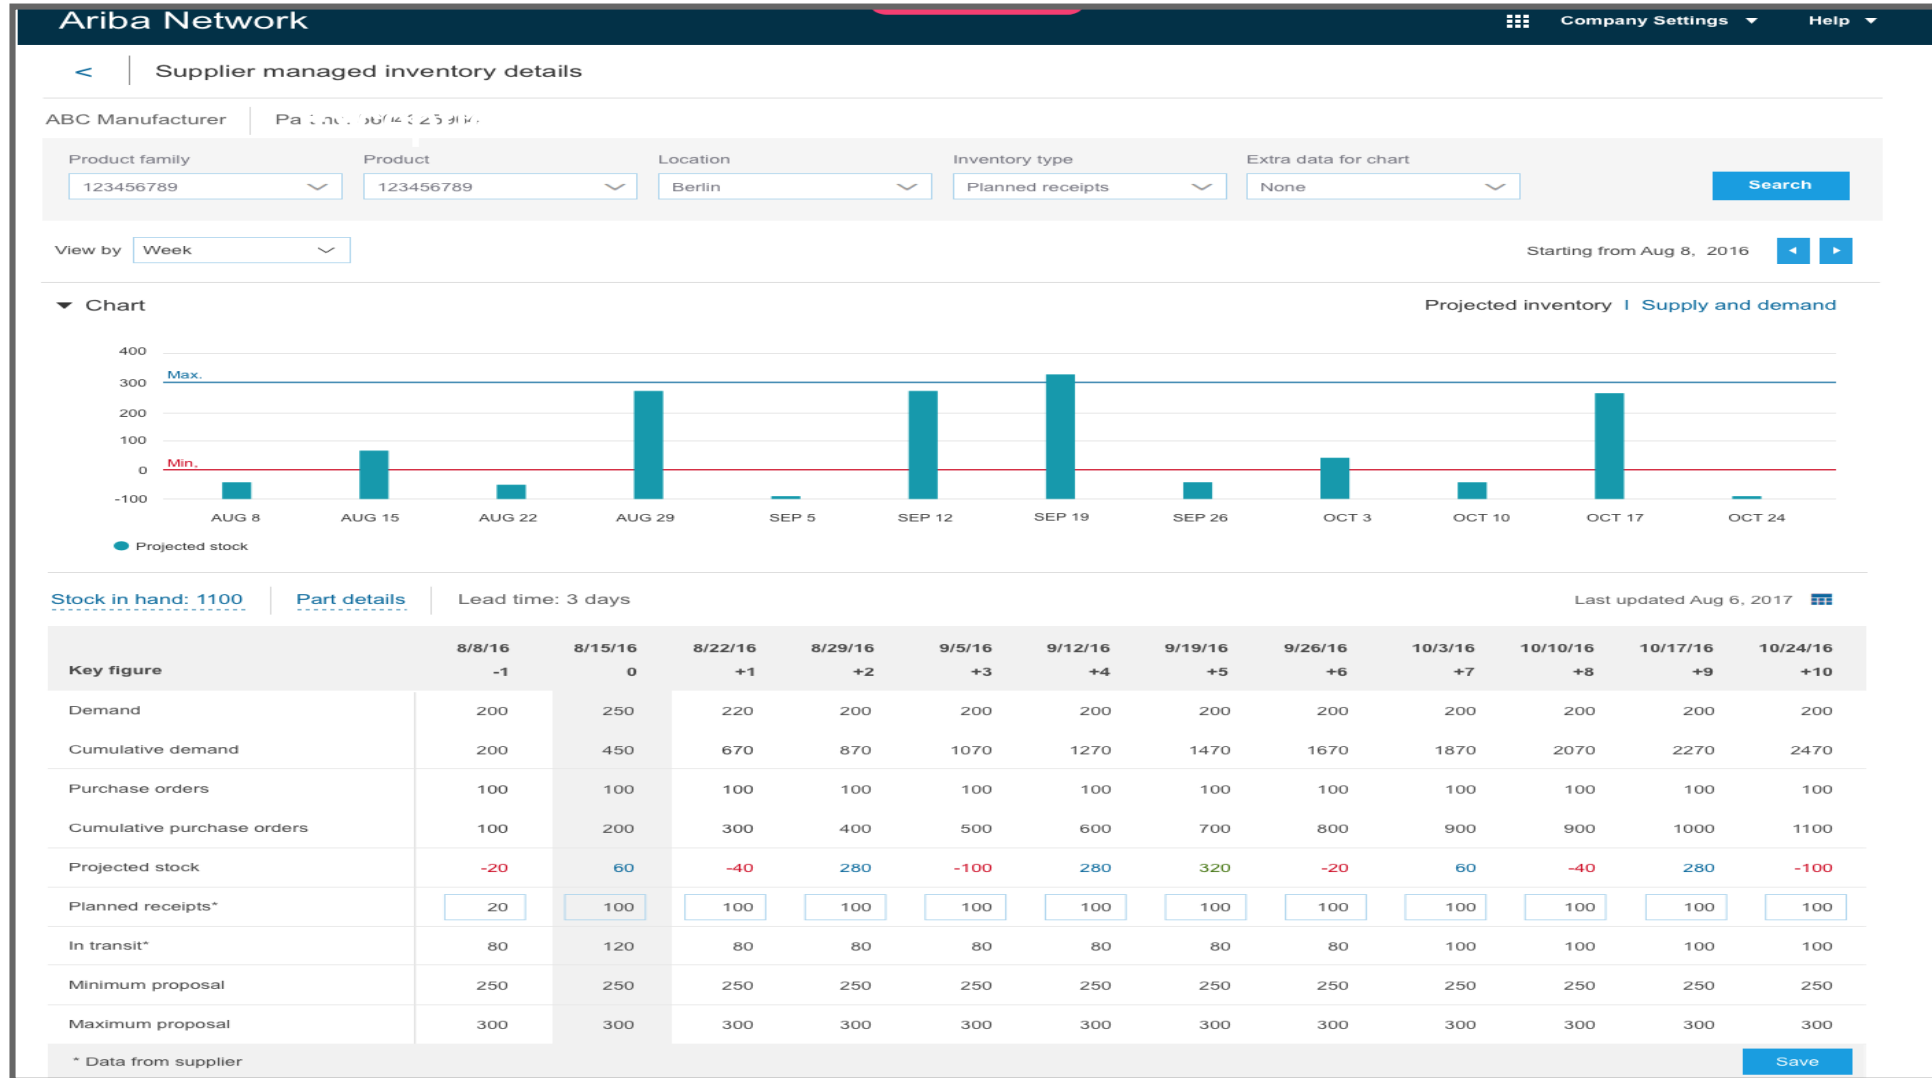 Ariba Network Company Settings Help
< Supplier managed inventory details
ABC Manufacturer
Product family Product Location Inventory type Extra data for chart
123456789 123456789 Berlin Planned receipts None Search
View by Week Starting from Aug 8, 2016
Chart Projected inventory I Supply and demand
400
300 Max.
200
100
0 Min.
-100
AUG 8 AUG 15 AUG 22 AUG 29 SEP 5 SEP 12 SEP 19 SEP 26 OCT 3 OCT 10 OCT 17 OCT 24
Projected stock
Stock in hand: 1100 Part details Lead time: 3 days Last updated Aug 6, 2017
8/8/16 8/15/16 8/22/16 8/29/16 9/5/16 9/12/16 9/19/16 9/26/16 10/3/16 10/10/16 10/17/16 10/24/16
Key figure -1 0 +1 +2 +3 +4 +5 +6 +7 +8 +9 +10
Demand 200 250 220 200 200 200 200 200 200 200 200 200
Cumulative demand 200 450 670 870 1070 1270 1470 1670 1870 2070 2270 2470
Purchase orders 100 100 100 100 100 100 100 100 100 100 100 100
Cumulative purchase orders 100 200 300 400 500 600 700 800 900 900 1000 1100
Projected stock -20 60 -40 280 -100 280 320 -20 60 -40 280 -100
Planned receipts* 20 100 100 100 100 100 100 100 100 100 100 100
In transit* 80 120 80 80 80 80 80 80 100 100 100 100
Minimum proposal 250 250 250 250 250 250 250 250 250 250 250 250
Maximum proposal 300 300 300 300 300 300 300 300 300 300 300 300
* Data from supplier Save